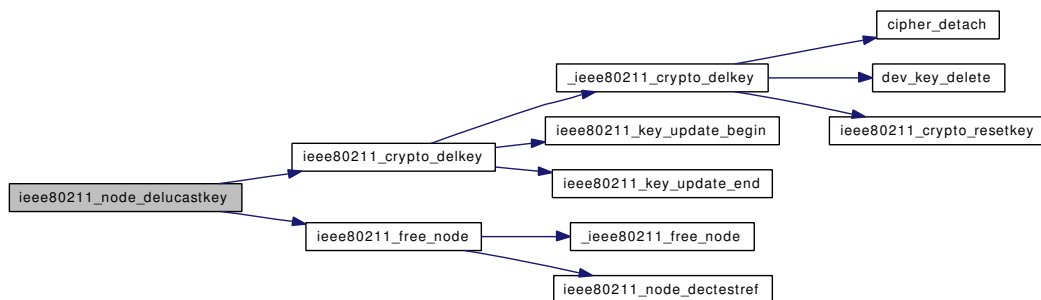 cipher_detach
_ieee80211_crypto_delkey
dev_key_delete
ieee80211_key_update_begin
ieee80211_crypto_resetkey
ieee80211_crypto_delkey
ieee80211_key_update_end
ieee80211_node_delucastkey
ieee80211_free_node
_ieee80211_free_node
ieee80211_node_dectestref